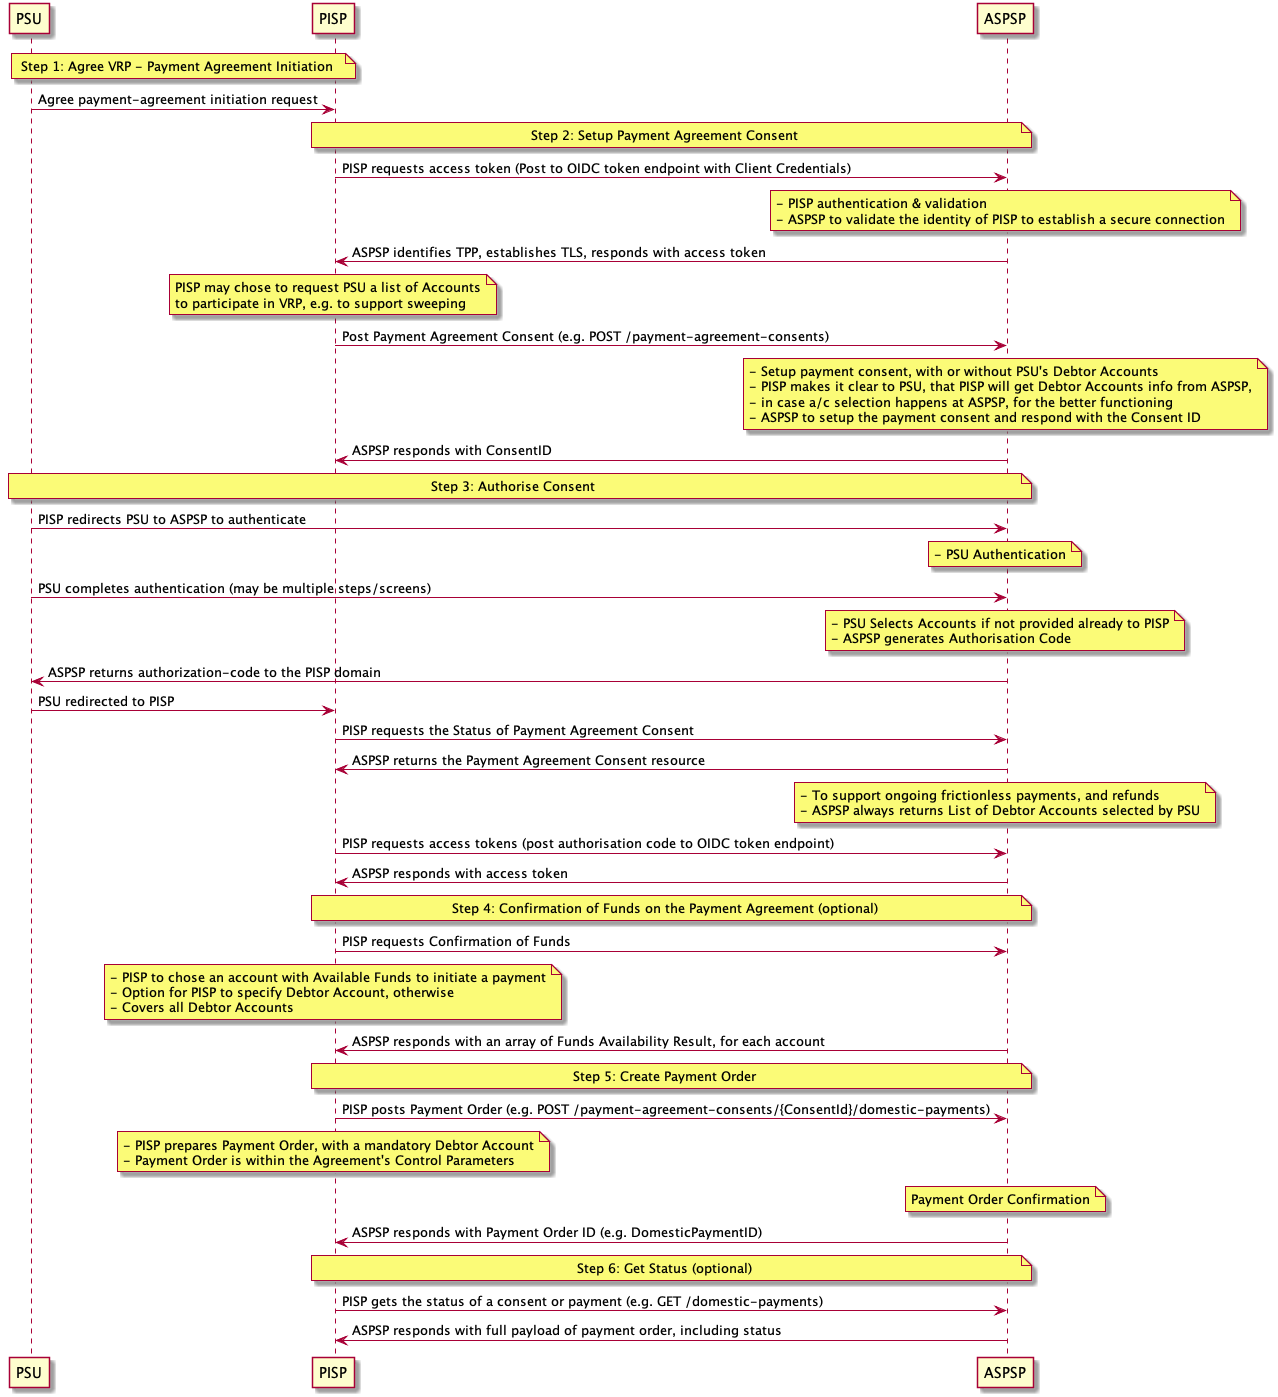 PSU
PISP
ASPSP
Step 1: Agree VRP - Payment Agreement Initiation
Agree payment-agreement initiation request
Step 2: Setup Payment Agreement Consent
PISP requests access token (Post to OIDC token endpoint with Client Credentials)
- PISP authentication & validation
- ASPSP to validate the identity of PISP to establish a secure connection
ASPSP identifies TPP, establishes TLS, responds with access token
PISP may chose to request PSU a list of Accounts
to participate in VRP, e.g. to support sweeping
Post Payment Agreement Consent (e.g. POST /payment-agreement-consents)
- Setup payment consent, with or without PSU's Debtor Accounts
- PISP makes it clear to PSU, that PISP will get Debtor Accounts info from ASPSP,
- in case a/c selection happens at ASPSP, for the better functioning
- ASPSP to setup the payment consent and respond with the Consent ID
ASPSP responds with ConsentID
Step 3: Authorise Consent
PISP redirects PSU to ASPSP to authenticate
- PSU Authentication
PSU completes authentication (may be multiple steps/screens)
- PSU Selects Accounts if not provided already to PISP
- ASPSP generates Authorisation Code
ASPSP returns authorization-code to the PISP domain
PSU redirected to PISP
PISP requests the Status of Payment Agreement Consent
ASPSP returns the Payment Agreement Consent resource
- To support ongoing frictionless payments, and refunds
- ASPSP always returns List of Debtor Accounts selected by PSU
PISP requests access tokens (post authorisation code to OIDC token endpoint)
ASPSP responds with access token
Step 4: Confirmation of Funds on the Payment Agreement (optional)
PISP requests Confirmation of Funds
- PISP to chose an account with Available Funds to initiate a payment
- Option for PISP to specify Debtor Account, otherwise
- Covers all Debtor Accounts
ASPSP responds with an array of Funds Availability Result, for each account
Step 5: Create Payment Order
PISP posts Payment Order (e.g. POST /payment-agreement-consents/{ConsentId}/domestic-payments)
- PISP prepares Payment Order, with a mandatory Debtor Account
- Payment Order is within the Agreement's Control Parameters
Payment Order Confirmation
ASPSP responds with Payment Order ID (e.g. DomesticPaymentID)
Step 6: Get Status (optional)
PISP gets the status of a consent or payment (e.g. GET /domestic-payments)
ASPSP responds with full payload of payment order, including status
PSU
PISP
ASPSP